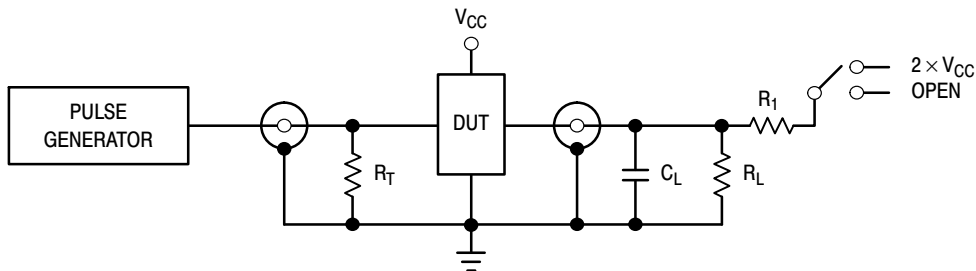 V_CC
2 × V_CC
OPEN
R_1
PULSE
GENERATOR
DUT
R_T
C_L
R_L